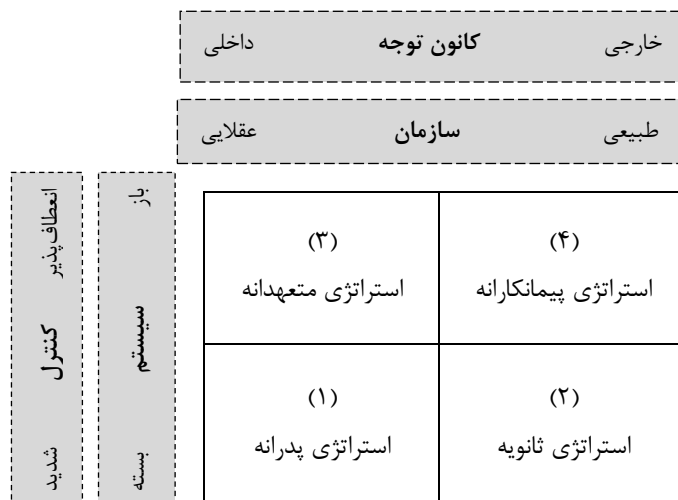 خارجی کانون توجه داخلی
طبیعی سازمان عقلایی
انعطاف‌پذیر کنترل شدید
باز سیستم بسته
(۴)
استراتژی پیمانکارانه
(۳)
استراتژی متعهدانه
(۲)
استراتژی ثانویه
(۱)
استراتژی پدرانه